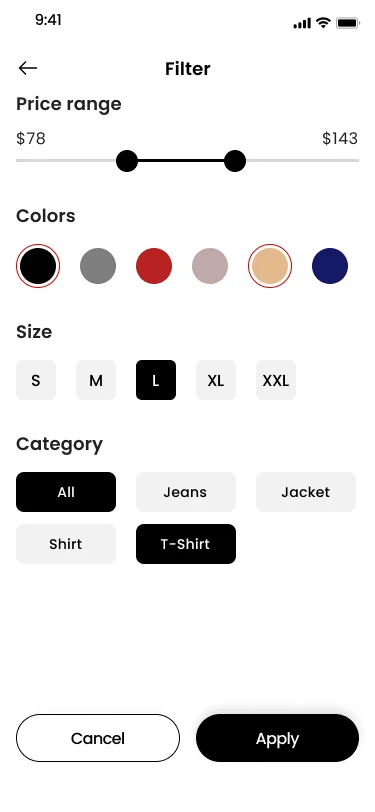 9:41
Filter
Price range
$78 $143
Colors
Size
S M L XL XXL
Category
All Jeans Jacket
Shirt T-Shirt
Cancel Apply